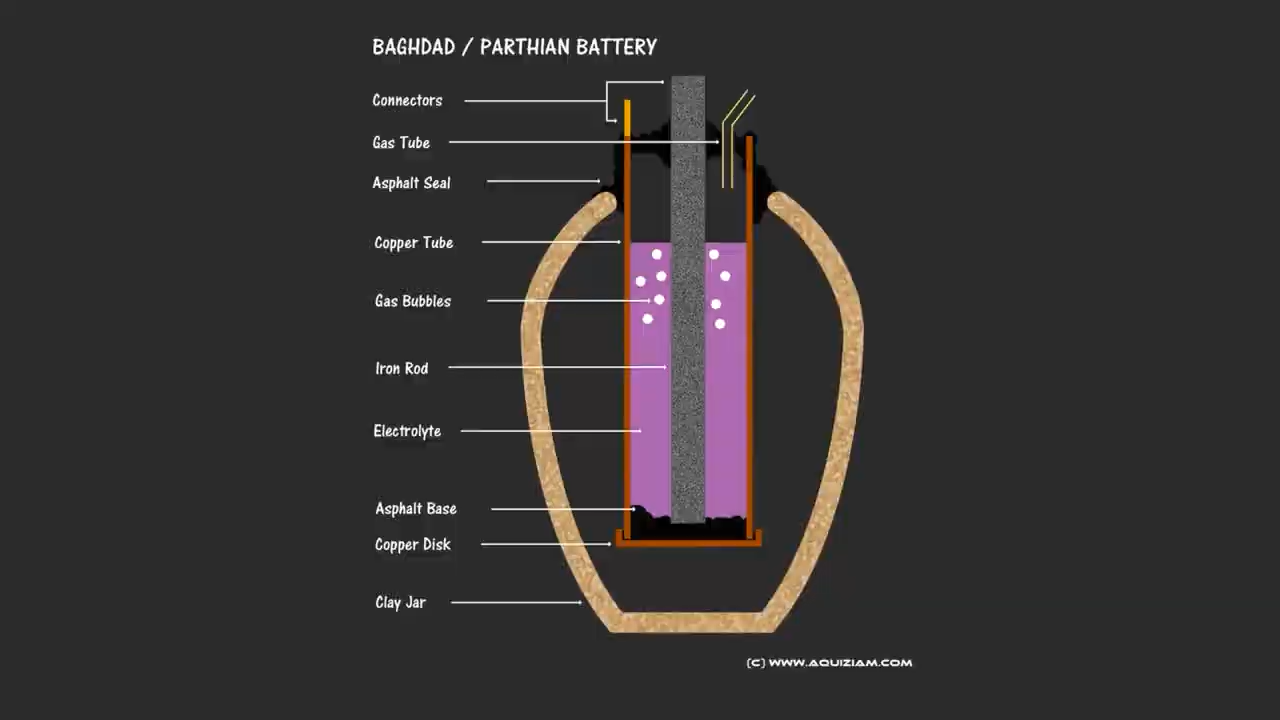 BAGHDAD / PARTHIAN BATTERY
Connectors
Gas Tube
Asphalt Seal
Copper Tube
Gas Bubbles
Iron Rod
Electrolyte
Asphalt Base
Copper Disk
Clay Jar
(C) WWW.AQUIZIAM.COM